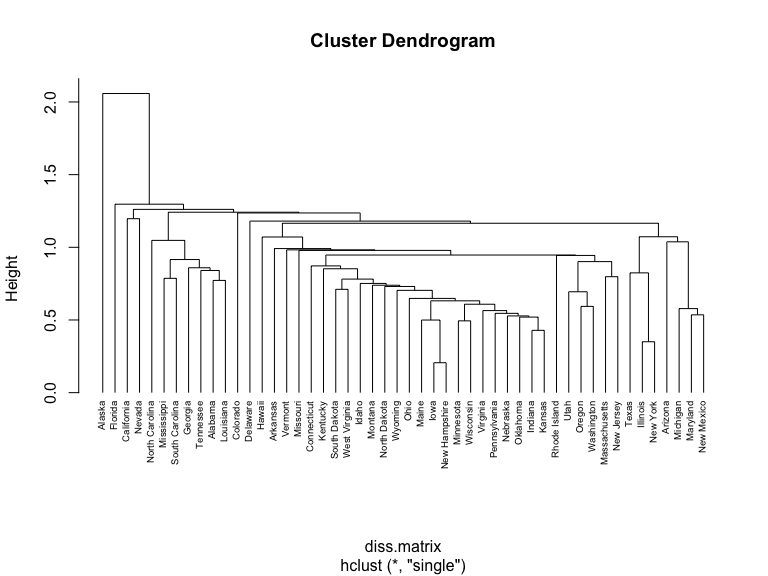 Cluster Dendrogram
Height
2.0
1.5
1.0
0.5
0.0
Alaska
Florida
California
Nevada
North Carolina
Mississippi
South Carolina
Georgia
Tennessee
Alabama
Louisiana
Colorado
Delaware
Hawaii
Arkansas
Vermont
Missouri
Connecticut
Kentucky
South Dakota
West Virginia
Idaho
Montana
North Dakota
Wyoming
Ohio
Maine
Iowa
New Hampshire
Minnesota
Wisconsin
Virginia
Pennsylvania
Nebraska
Oklahoma
Indiana
Kansas
Rhode Island
Utah
Oregon
Washington
Massachusetts
New Jersey
Texas
Illinois
New York
Arizona
Michigan
Maryland
New Mexico
diss.matrix
hclust (*, "single")